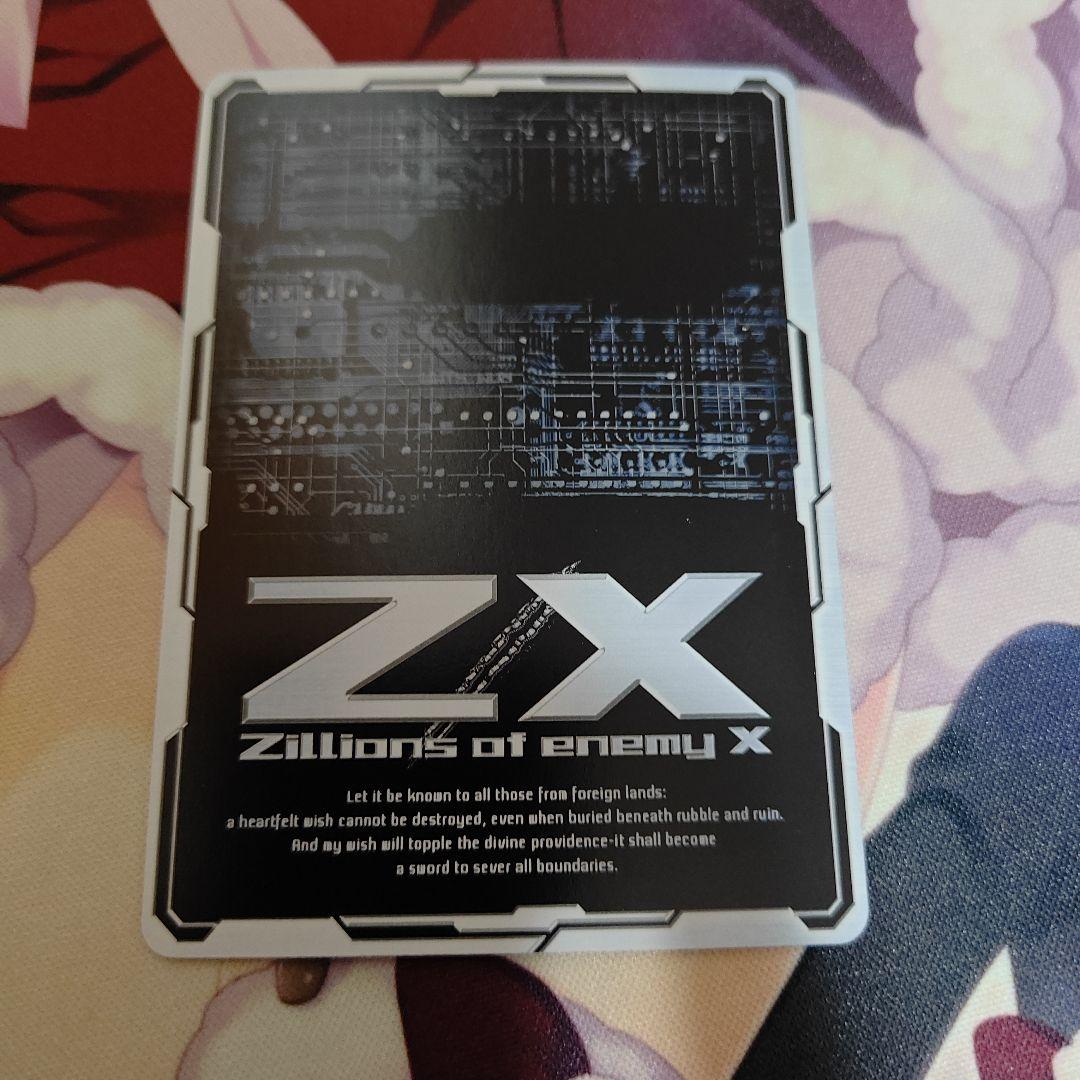 Z/X
Zillions of enemy X
Let it be known to all those from foreign lands:
a heartfelt wish cannot be destroyed, even when buried beneath rubble and ruin.
And my wish will topple the divine providence-it shall become
a sword to sever all boundaries.